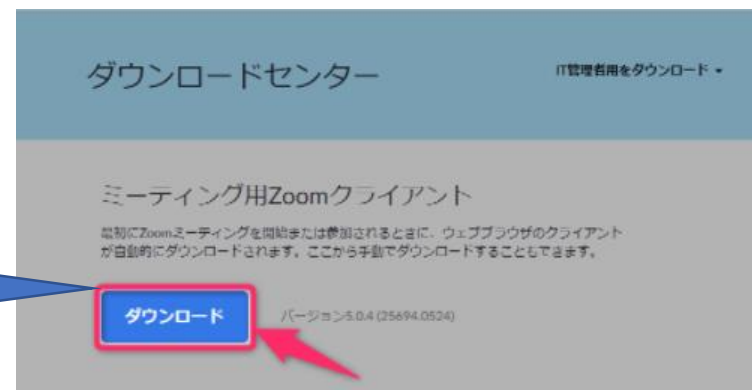 ダウンロードセンター
IT管理者用をダウンロード
ミーティング用Zoomクライアント
最初にZoomミーティングを開始または参加されるときに、ウェブブラウザのクライアント
が自動的にダウンロードされます。ここから手動でダウンロードすることもできます。
ダウンロード
バージョン5.0.4 (25694.0524)